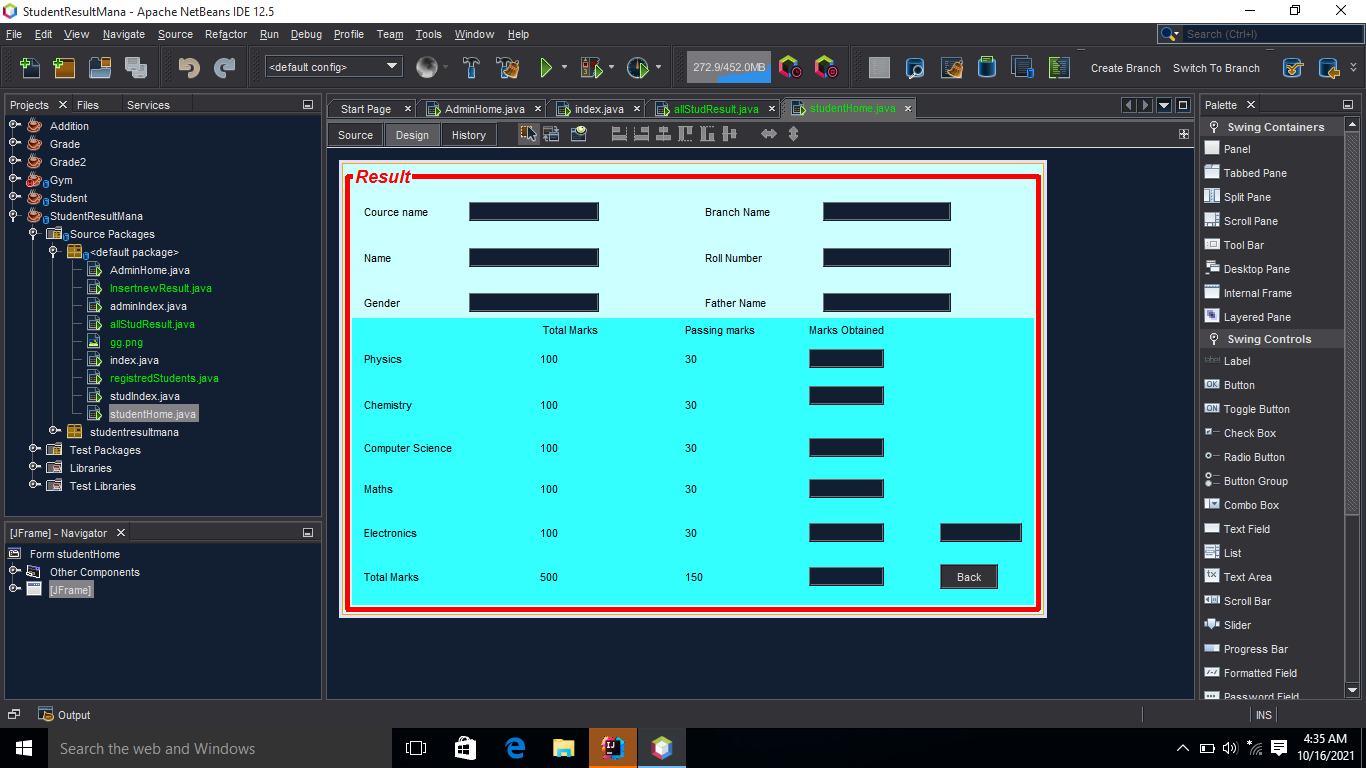 StudentResultMana - Apache NetBeans IDE 12.5
File Edit View Navigate Source Refactor Run Debug Profile Team Tools Window Help
Search (Ctrl+I)
<default config>
272.9/452.0MB
Create Branch Switch To Branch
Projects Files Services
Addition
Grade
Grade2
Gym
Student
StudentResultMana
Source Packages
<default package>
AdminHome.java
InsertnewResult.java
adminIndex.java
allStudResult.java
gg.png
index.java
registredStudents.java
studIndex.java
studentHome.java
studentresultmana
Test Packages
Libraries
Test Libraries
[JFrame] - Navigator
Form studentHome
Other Components
[JFrame]
Start Page AdminHome.java index.java allStudResult.java studentHome.java
Source Design History
Result
Cource name Branch Name
Name Roll Number
Gender Father Name
Total Marks Passing marks Marks Obtained
Physics 100 30
Chemistry 100 30
Computer Science 100 30
Maths 100 30
Electronics 100 30
Total Marks 500 150 Back
Palette
Swing Containers
Panel
Tabbed Pane
Split Pane
Scroll Pane
Tool Bar
Desktop Pane
Internal Frame
Layered Pane
Swing Controls
label Label
OK Button
ON Toggle Button
Check Box
Radio Button
Button Group
Combo Box
Text Field
List
Text Area
Scroll Bar
Slider
Progress Bar
Formatted Field
Password Field
Output
INS
Search the web and Windows
4:35 AM
10/16/2021